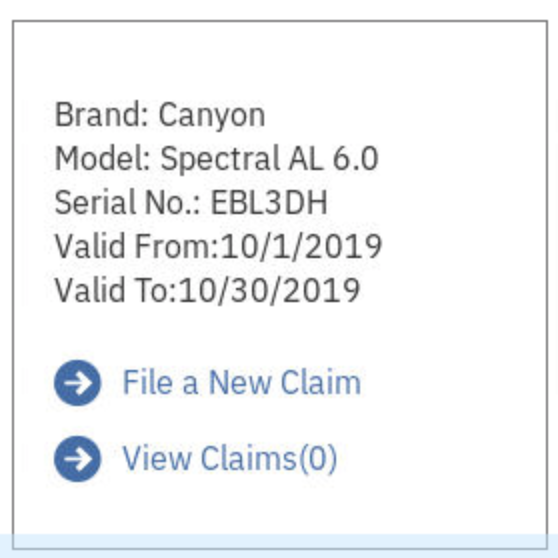 Brand: Canyon
Model: Spectral AL 6.0
Serial No.: EBL3DH
Valid From:10/1/2019
Valid To:10/30/2019
File a New Claim
View Claims(0)